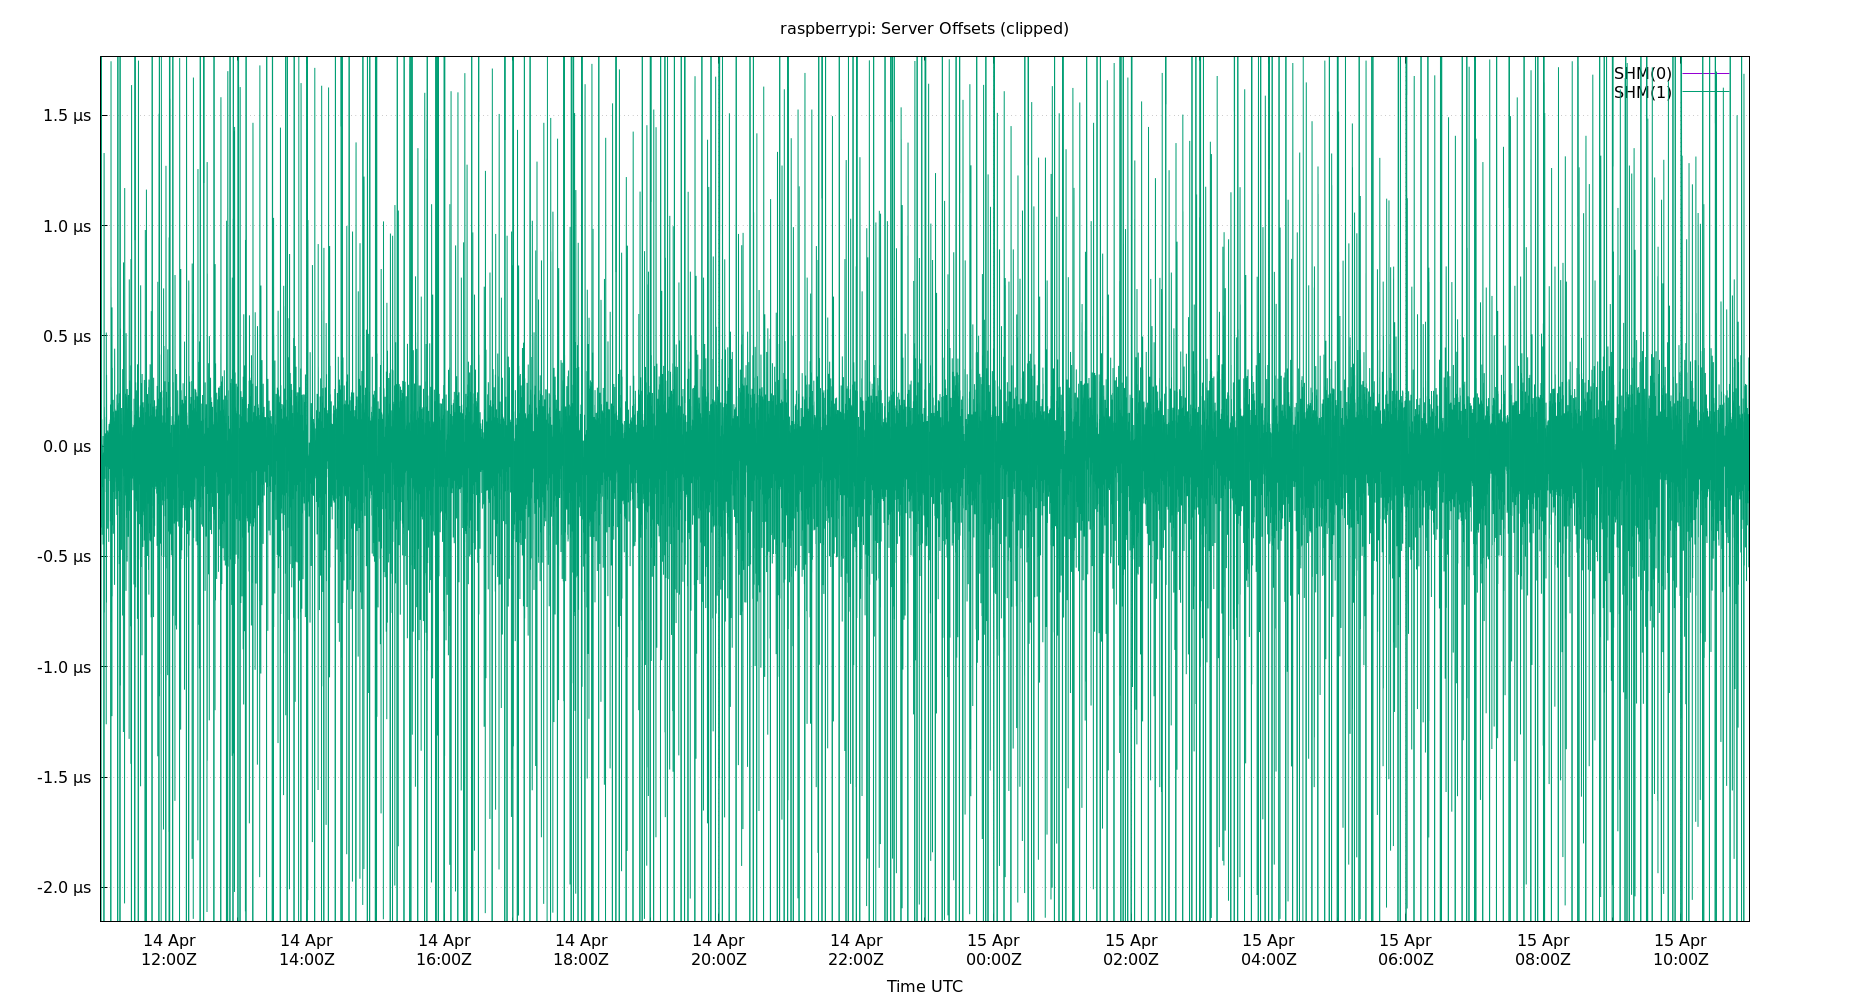 raspberrypi: Server Offsets (clipped)
SHM(0)
SHM(1)
1.5 µs
1.0 µs
0.5 µs
0.0 µs
-0.5 µs
-1.0 µs
-1.5 µs
-2.0 µs
14 Apr 14 Apr 14 Apr 14 Apr 14 Apr 14 Apr 15 Apr 15 Apr 15 Apr 15 Apr 15 Apr 15 Apr
12:00Z 14:00Z 16:00Z 18:00Z 20:00Z 22:00Z 00:00Z 02:00Z 04:00Z 06:00Z 08:00Z 10:00Z
Time UTC